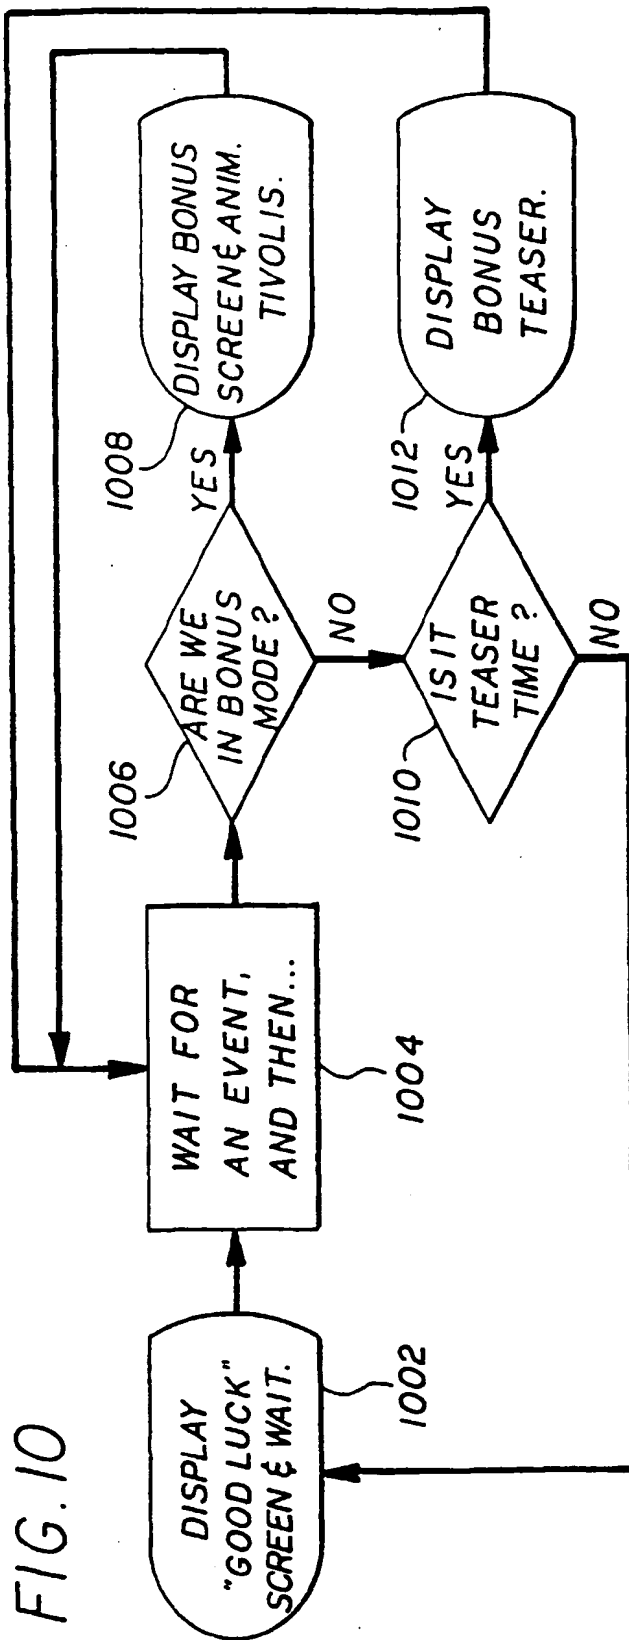 FIG. 10
DISPLAY
"GOOD LUCK"
SCREEN & WAIT.
1002
WAIT FOR
AN EVENT,
AND THEN...
1004
1006
ARE WE
IN BONUS
MODE?
YES
NO
1008
DISPLAY BONUS
SCREEN & ANIM.
TIVOLIS.
1010
IS IT
TEASER
TIME?
YES
NO
1012
DISPLAY
BONUS
TEASER.